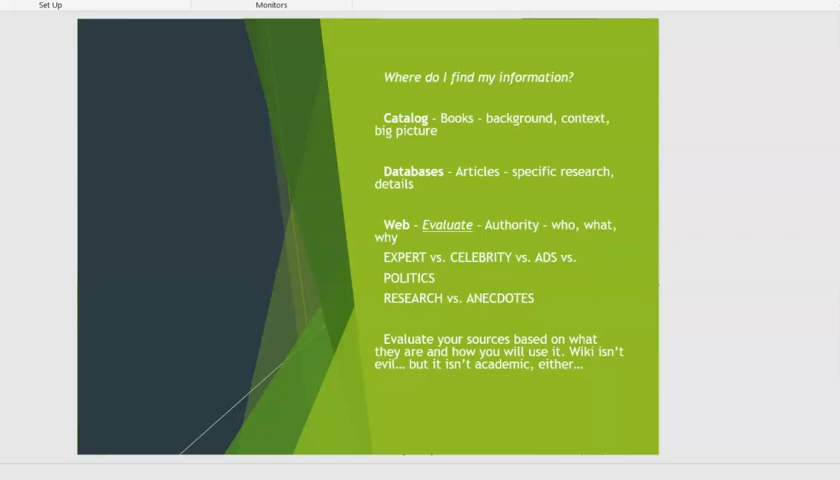 Set Up
Monitors
Where do I find my information?
Catalog - Books - background, context,
big picture
Databases - Articles - specific research,
details
Web - Evaluate - Authority - who, what,
why
EXPERT vs. CELEBRITY vs. ADS vs.
POLITICS
RESEARCH vs. ANECDOTES
Evaluate your sources based on what
they are and how you will use it. Wiki isn't
evil... but it isn't academic, either...